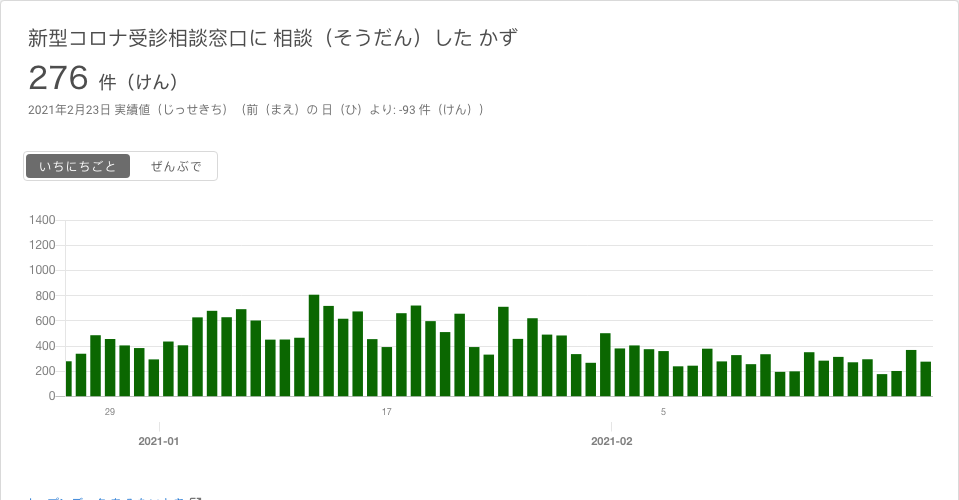 新型コロナ受診相談窓口に 相談（そうだん）した かず
276 件（けん）
2021年2月23日 実績値（じっせきち）（前（まえ）の 日（ひ）より: -93 件（けん））
いちにちごと ぜんぶで
1400
1200
1000
800
600
400
200
0
29 17 5
2021-01 2021-02